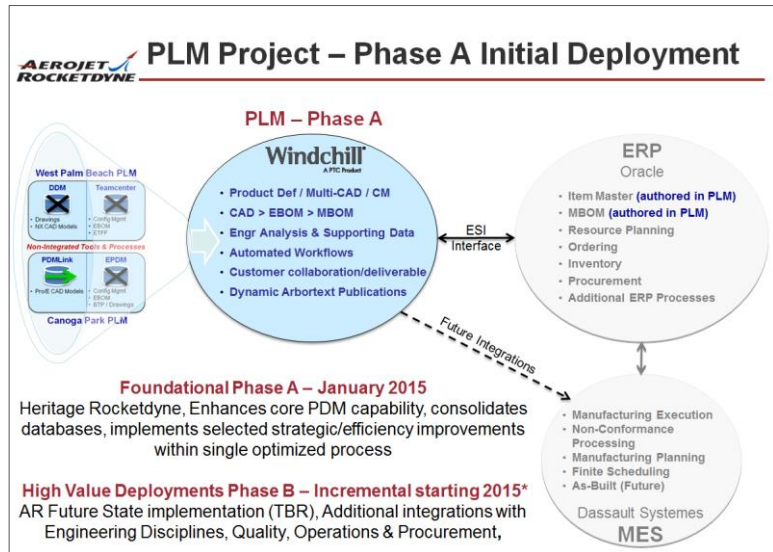 AEROJET ROCKETDYNE
PLM Project – Phase A Initial Deployment
PLM – Phase A
West Palm Beach PLM
DDM
• Drawings
• NX CAD Models
Teamcenter
• Config Mgmt
• EBOM
• ETFP
Non-Integrated Tools & Processes
PDMLink
• Pro/E CAD Models
EPDM
• Config Mgmt
• EBOM
• BTP / Drawings
Canoga Park PLM
Windchill
A PTC Product
• Product Def / Multi-CAD / CM
• CAD > EBOM > MBOM
• Engr Analysis & Supporting Data
• Automated Workflows
• Customer collaboration/deliverable
• Dynamic Arbortext Publications
ESI
Interface
ERP
Oracle
• Item Master (authored in PLM)
• MBOM (authored in PLM)
• Resource Planning
• Ordering
• Inventory
• Procurement
• Additional ERP Processes
Future Integrations
• Manufacturing Execution
• Non-Conformance
Processing
• Manufacturing Planning
• Finite Scheduling
• As-Built (Future)
Dassault Systemes
MES
Foundational Phase A – January 2015
Heritage Rocketdyne, Enhances core PDM capability, consolidates
databases, implements selected strategic/efficiency improvements
within single optimized process
High Value Deployments Phase B – Incremental starting 2015*
AR Future State implementation (TBR), Additional integrations with
Engineering Disciplines, Quality, Operations & Procurement,